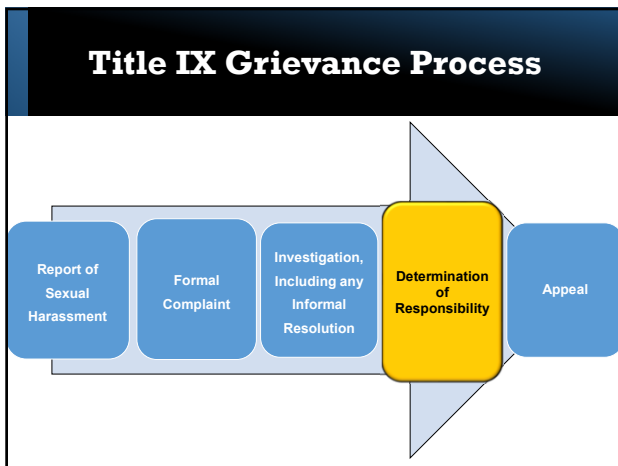 Title IX Grievance Process
Report of
Sexual
Harassment
Formal
Complaint
Investigation,
Including any
Informal
Resolution
Determination
of
Responsibility
Appeal